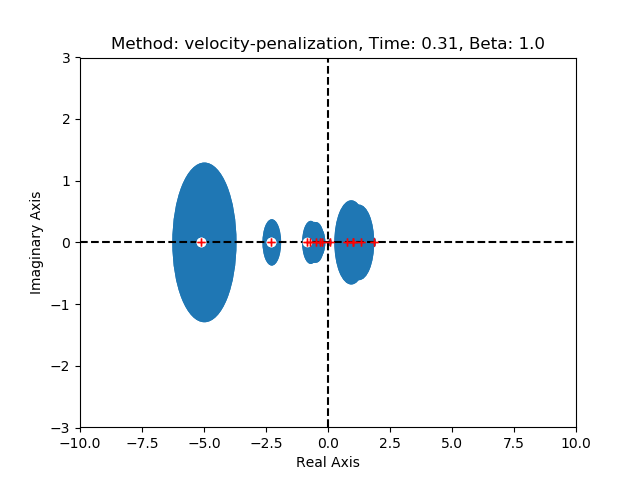 Method: velocity-penalization, Time: 0.31, Beta: 1.0
3
2
1
0
−1
−2
−3
Imaginary Axis
−10.0 −7.5 −5.0 −2.5 0.0 2.5 5.0 7.5 10.0
Real Axis